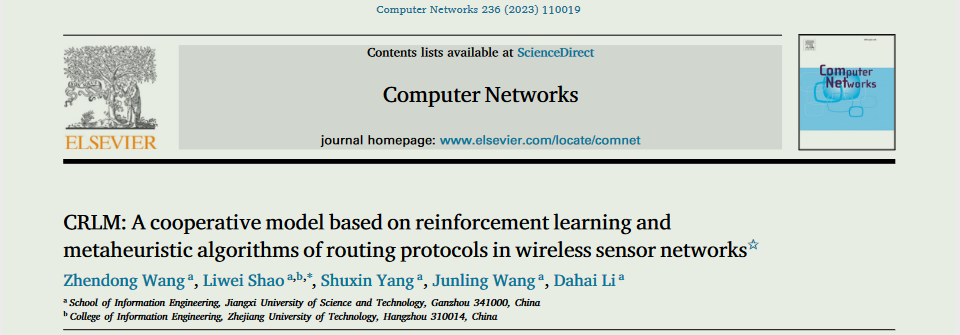 Computer Networks 236 (2023) 110019
Contents lists available at ScienceDirect
Computer Networks
journal homepage: www.elsevier.com/locate/comnet
ELSEVIER
Computer
Networks
CRLM: A cooperative model based on reinforcement learning and
metaheuristic algorithms of routing protocols in wireless sensor networks☆
Zhendong Wang a, Liwei Shao a,b,*, Shuxin Yang a, Junling Wang a, Dahai Li a
a School of Information Engineering, Jiangxi University of Science and Technology, Ganzhou 341000, China
b College of Information Engineering, Zhejiang University of Technology, Hangzhou 310014, China